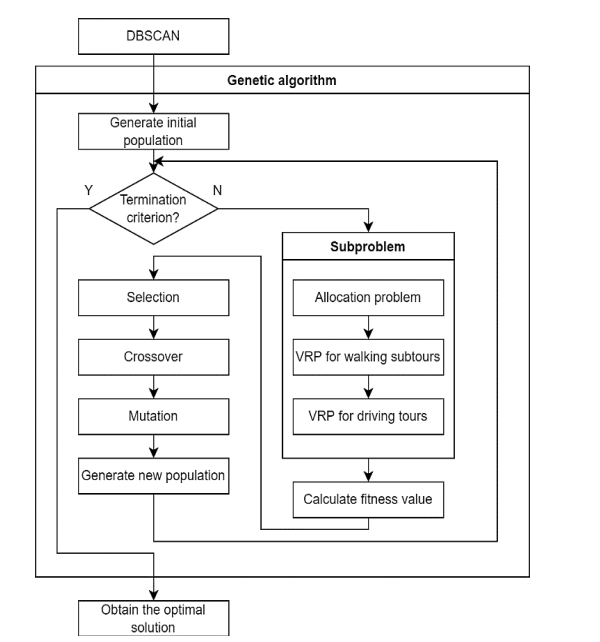 DBSCAN
Genetic algorithm
Generate initial
population
Y
N
Termination
criterion?
Subproblem
Selection
Allocation problem
Crossover
VRP for walking subtours
Mutation
VRP for driving tours
Generate new population
Calculate fitness value
Obtain the optimal
solution